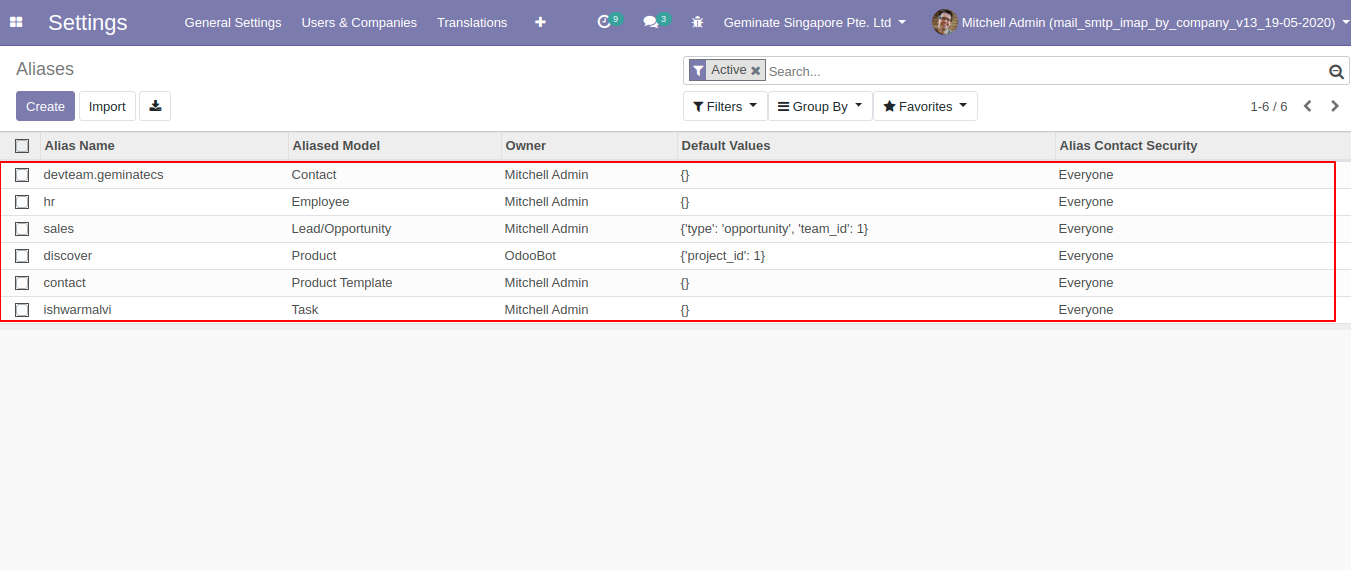 Settings General Settings Users & Companies Translations 9 3 Geminate Singapore Pte. Ltd Mitchell Admin (mail_smtp_imap_by_company_v13_19-05-2020)
Aliases Active Search...
Create Import Filters Group By Favorites 1-6 / 6
Alias Name Aliased Model Owner Default Values Alias Contact Security
devteam.geminatecs Contact Mitchell Admin {} Everyone
hr Employee Mitchell Admin {} Everyone
sales Lead/Opportunity Mitchell Admin {'type': 'opportunity', 'team_id': 1} Everyone
discover Product OdooBot {'project_id': 1} Everyone
contact Product Template Mitchell Admin {} Everyone
ishwarmalvi Task Mitchell Admin {} Everyone